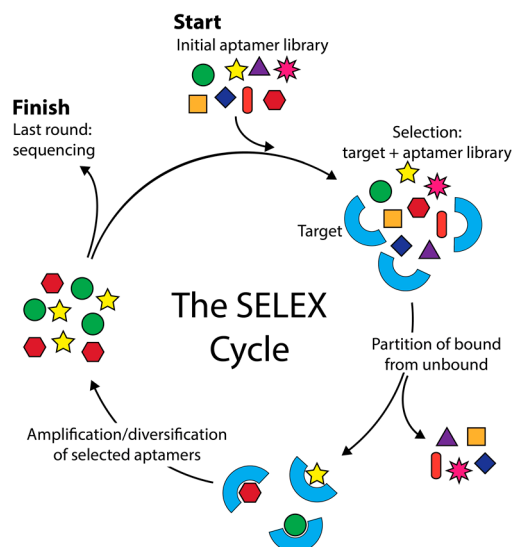 Start
Initial aptamer library
Finish
Last round:
sequencing
Selection:
target + aptamer library
Target
The SELEX
Cycle
Partition of bound
from unbound
Amplification/diversification
of selected aptamers